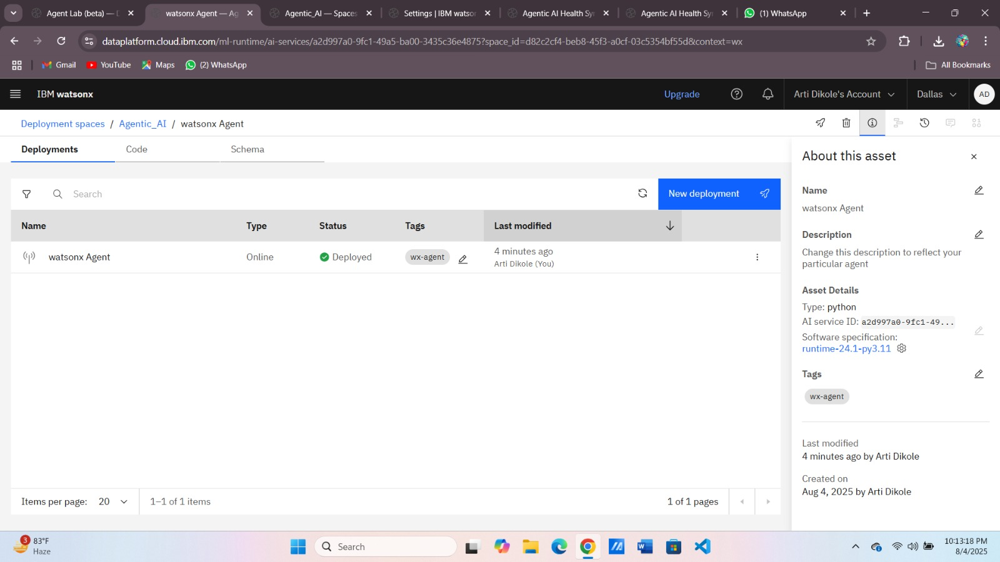 Agent Lab (beta) — D
watsonx Agent — Ag
Agentic_AI — Spaces
Settings | IBM watsor
Agentic AI Health Syr
Agentic AI Health Syr
(1) WhatsApp
dataplatform.cloud.ibm.com/ml-runtime/ai-services/a2d997a0-9fc1-49a5-ba00-3435c36e4875?space_id=d82c2cf4-beb8-45f3-a0cf-03c5354bf55d&context=wx
Gmail
YouTube
Maps
(2) WhatsApp
All Bookmarks
IBM watsonx
Upgrade
Arti Dikole's Account
Dallas
AD
Deployment spaces / Agentic_AI / watsonx Agent
Deployments
Code
Schema
Search
New deployment
Name
Type
Status
Tags
Last modified
watsonx Agent
Online
Deployed
wx-agent
4 minutes ago
Arti Dikole (You)
Items per page: 20
1–1 of 1 items
1 of 1 pages
About this asset
Name
watsonx Agent
Description
Change this description to reflect your
particular agent
Asset Details
Type: python
AI service ID: a2d997a0-9fc1-49...
Software specification:
runtime-24.1-py3.11
Tags
wx-agent
Last modified
4 minutes ago by Arti Dikole
Created on
Aug 4, 2025 by Arti Dikole
3
83°F
Haze
Search
10:13:18 PM
8/4/2025